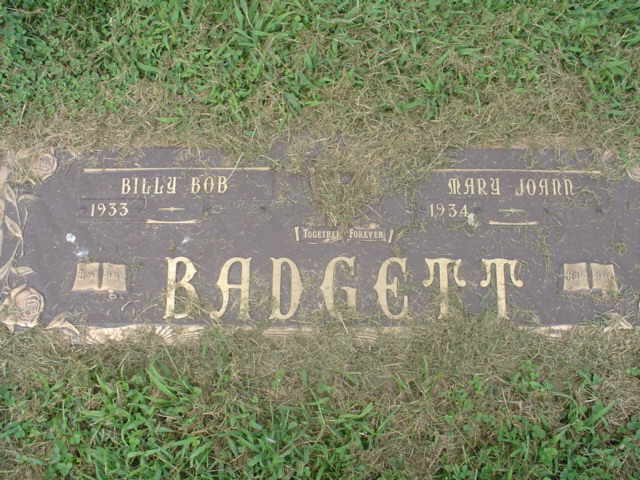 BILLY BOB
1933
MARY JOANN
1934
TOGETHER FOREVER
BADGETT